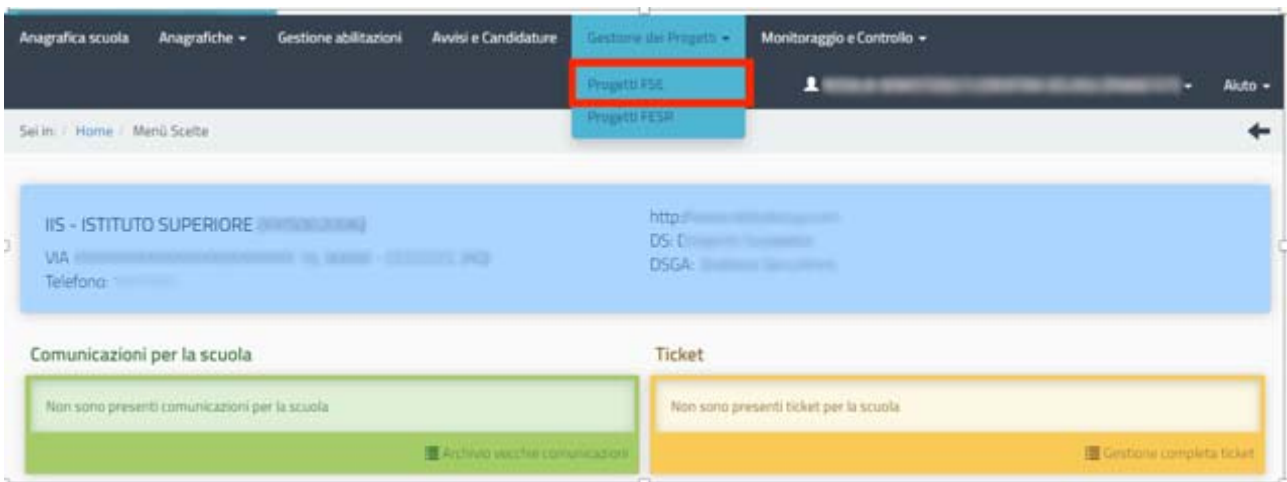 Anagrafica scuola Anagrafiche Gestione abilitazioni Avvisi e Candidature Gestione dei Progetti Monitoraggio e Controllo
Progetti FSE
Aiuto
Progetti FESR
Sei in: / Home / Menù Scelte
IIS - ISTITUTO SUPERIORE
http:
VIA
DS: D
Telefono:
DSGA:
Comunicazioni per la scuola
Ticket
Non sono presenti comunicazioni per la scuola
Non sono presenti ticket per la scuola
Archivio vecchie comunicazioni
Gestione completa ticket